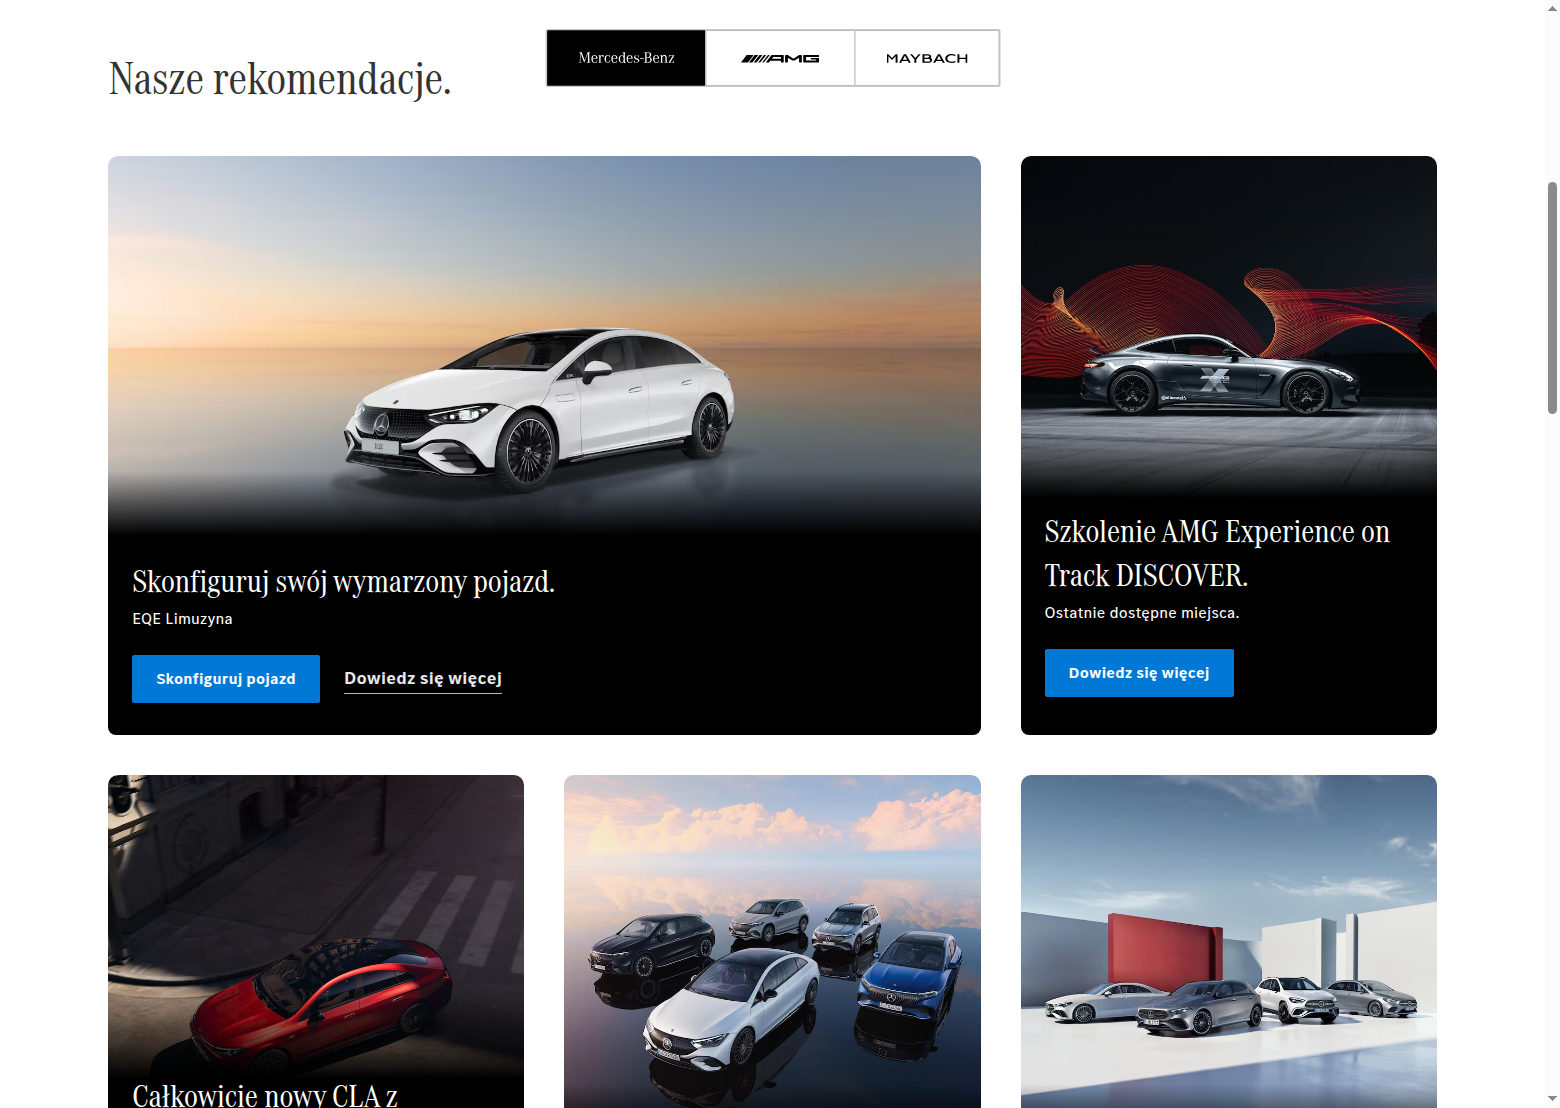 Nasze rekomendacje.
Mercedes-Benz
AMG
MAYBACH
Skonfiguruj swój wymarzony pojazd.
EQE Limuzyna
Skonfiguruj pojazd
Dowiedz się więcej
Szkolenie AMG Experience on
Track DISCOVER.
Ostatnie dostępne miejsca.
Dowiedz się więcej
Całkowicie nowy CLA z